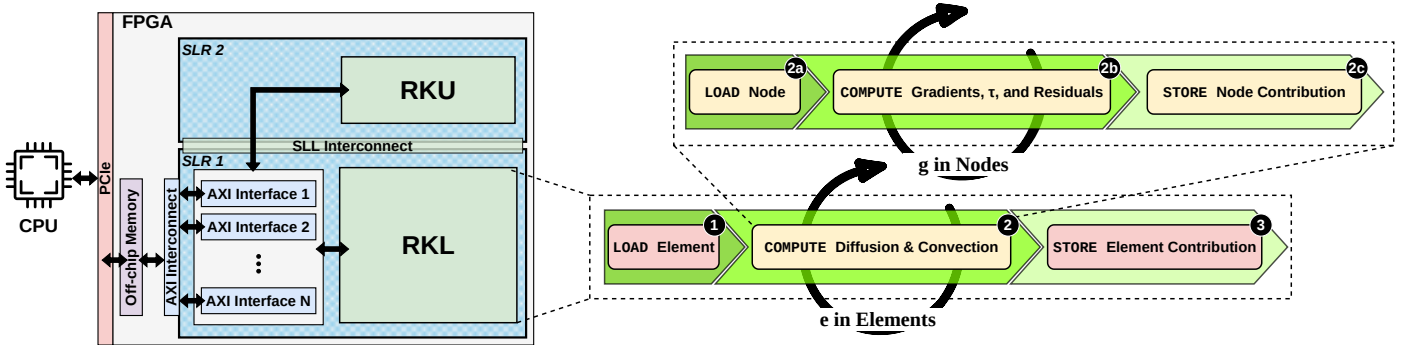 FPGA
SLR 2
RKU
SLL Interconnect
SLR 1
CPU
PCIe
Off-chip Memory
AXI Interconnect
AXI Interface 1
AXI Interface 2
AXI Interface N
RKL
2a
LOAD Node
2b
COMPUTE Gradients, τ, and Residuals
2c
STORE Node Contribution
g in Nodes
1
LOAD Element
2
COMPUTE Diffusion & Convection
3
STORE Element Contribution
e in Elements